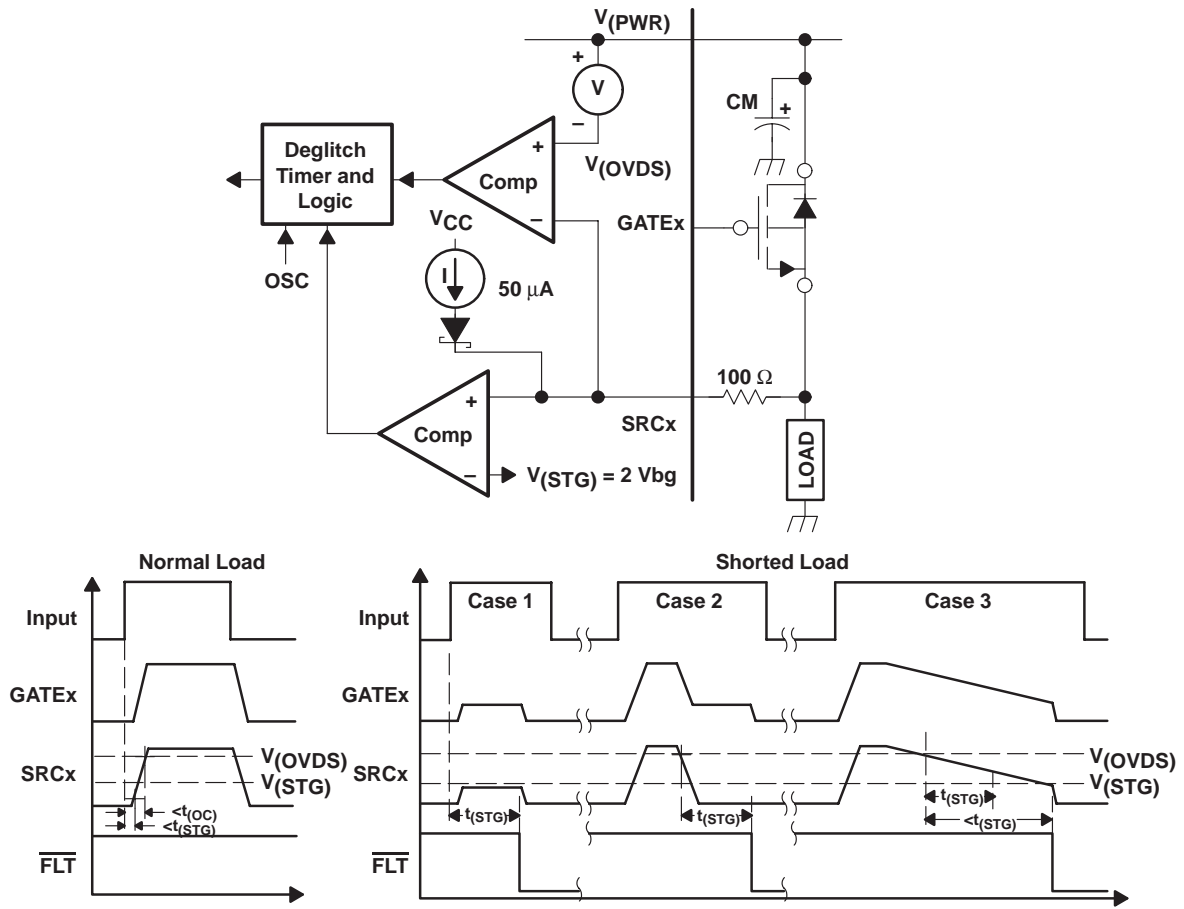 V(PWR)
+
V
−
CM
+
Deglitch
Timer and
Logic
+
Comp
−
V(OVDS)
VCC
GATEx
OSC
I
50 μA
100 Ω
+
Comp
−
SRCx
V(STG) = 2 Vbg
LOAD
Normal Load
Shorted Load
Input
Case 1
Case 2
Case 3
GATEx
GATEx
SRCx
V(OVDS)
V(STG)
<t(OC)
<t(STG)
SRCx
V(OVDS)
V(STG)
t(STG)
t(STG)
t(STG)
<t(STG)
FLT
FLT